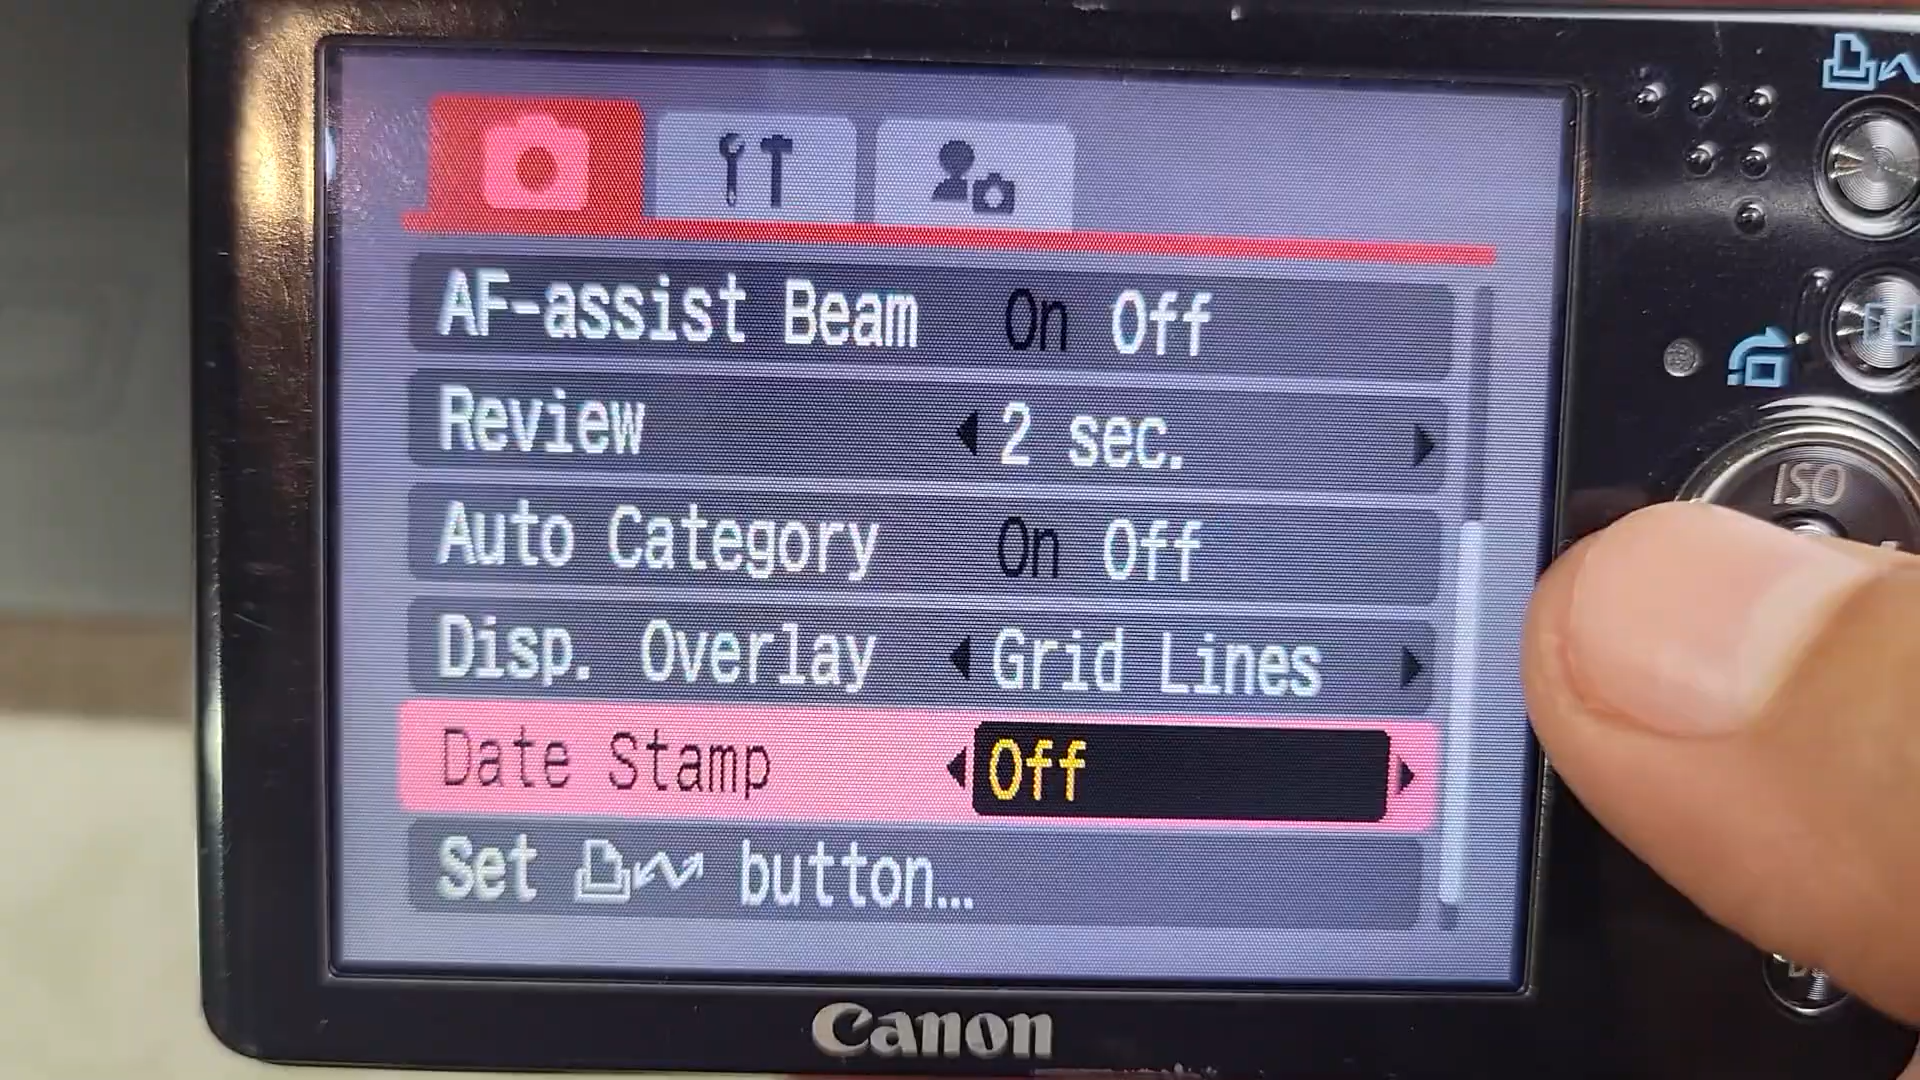 AF-assist Beam On Off
Review 2 sec.
Auto Category On Off
Disp. Overlay Grid Lines
Date Stamp Off
Set button...
Canon
ISO